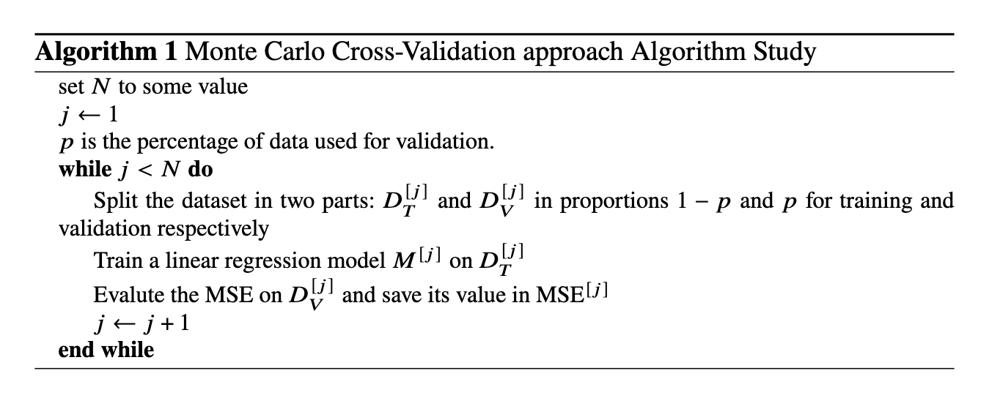 Algorithm 1 Monte Carlo Cross-Validation approach Algorithm Study
set N to some value
j ← 1
p is the percentage of data used for validation.
while j < N do
Split the dataset in two parts: D_T^{[j]} and D_V^{[j]} in proportions 1 − p and p for training and
validation respectively
Train a linear regression model M^{[j]} on D_T^{[j]}
Evalute the MSE on D_V^{[j]} and save its value in MSE^{[j]}
j ← j + 1
end while